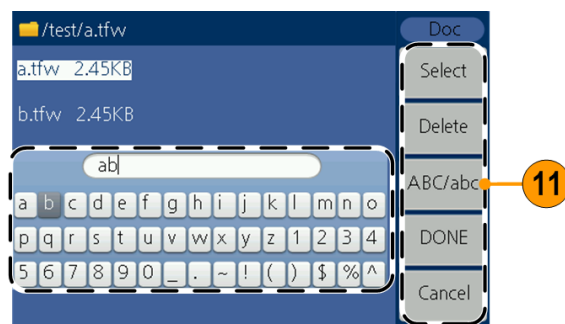 /test/a.tfw
Doc
a.tfw 2.45KB
Select
b.tfw 2.45KB
Delete
ab
ABC/abc
11
a b c d e f g h i j k l m n o
p q r s t u v w x y z 1 2 3 4
DONE
5 6 7 8 9 0 _ . ~ ! ( ) $ % ^
Cancel